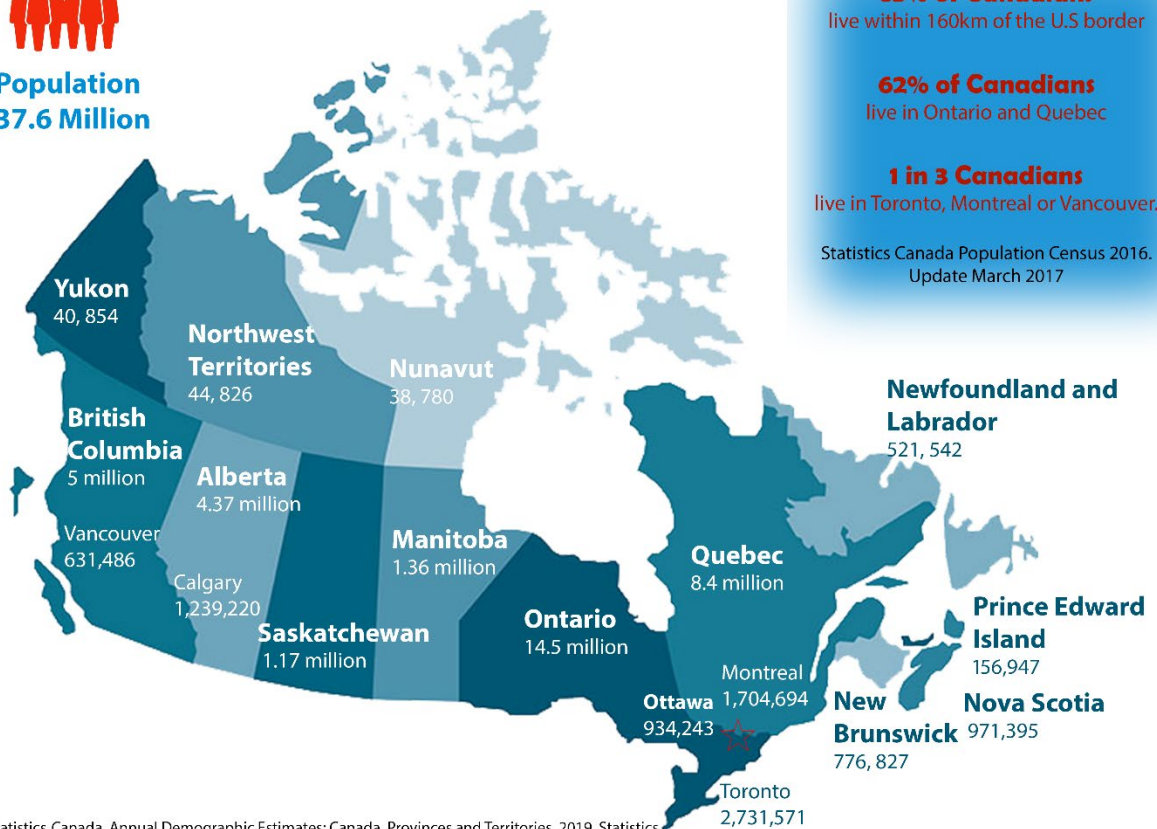 Population
37.6 Million
live within 160km of the U.S border
62% of Canadians
live in Ontario and Quebec
1 in 3 Canadians
live in Toronto, Montreal or Vancouver.
Statistics Canada Population Census 2016.
Update March 2017
Yukon
40, 854
Northwest
Territories
44, 826
Nunavut
38, 780
British
Columbia
5 million
Vancouver
631,486
Alberta
4.37 million
Calgary
1,239,220
Saskatchewan
1.17 million
Manitoba
1.36 million
Ontario
14.5 million
Quebec
8.4 million
Montreal
1,704,694
Ottawa
934,243
Toronto
2,731,571
Newfoundland and
Labrador
521, 542
Prince Edward
Island
156,947
Nova Scotia
971,395
New
Brunswick
776, 827
Statistics Canada. Annual Demographic Estimates: Canada, Provinces and Territories, 2019. Statistics